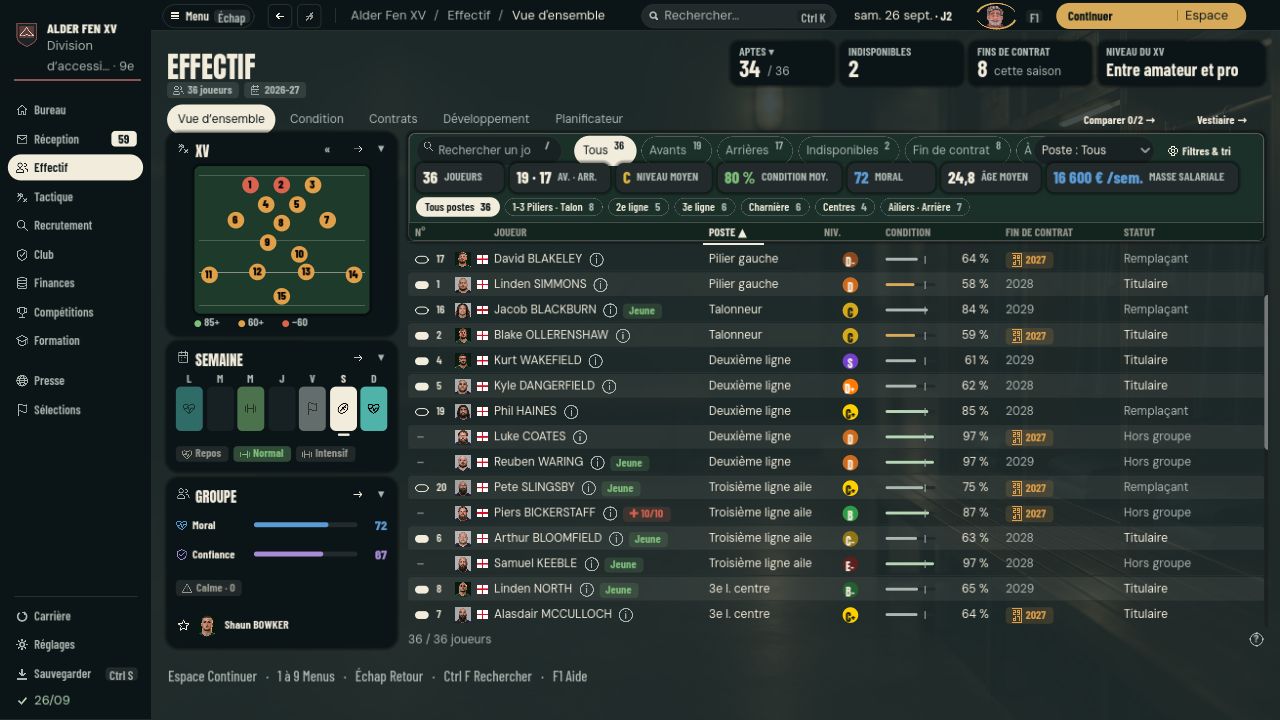 ALDER FEN XV
Division
d'accessi... · 9e
Menu Échap
Alder Fen XV / Effectif / Vue d'ensemble
Rechercher... Ctrl K
sam. 26 sept. · J2
F1
Continuer Espace
Bureau
Réception 59
Effectif
Tactique
Recrutement
Club
Finances
Compétitions
Formation
Presse
Sélections
Carrière
Réglages
Sauvegarder Ctrl S
26/09
EFFECTIF
36 joueurs 2026-27
APTES ▾
34 / 36
INDISPONIBLES
2
FINS DE CONTRAT
8 cette saison
NIVEAU DU XV
Entre amateur et pro
Vue d'ensemble Condition Contrats Développement Planificateur
Comparer 0/2 → Vestiaire →
XV « → ▾
1 2 3
4 5
6 8 7
9
10
11 12 13 14
15
85+ 60+ -60
SEMAINE → ▾
L M M J V S D
Repos Normal Intensif
GROUPE → ▾
Moral 72
Confiance 67
Calme · 0
Shaun BOWKER
Rechercher un jo / Tous 36 Avants 19 Arrières 17 Indisponibles 2 Fin de contrat 8 À Poste : Tous Filtres & tri
36 JOUEURS 19 · 17 AV. · ARR. C NIVEAU MOYEN 80 % CONDITION MOY. 72 MORAL 24,8 ÂGE MOYEN 16 600 € /sem. MASSE SALARIALE
Tous postes 36 1-3 Piliers · Talon 8 2e ligne 5 3e ligne 6 Charnière 6 Centres 4 Ailiers · Arrière 7
N° JOUEUR POSTE ▲ NIV. CONDITION FIN DE CONTRAT STATUT
17 David BLAKELEY Pilier gauche D- 64 % 2027 Remplaçant
1 Linden SIMMONS Pilier gauche D 58 % 2028 Titulaire
16 Jacob BLACKBURN Jeune Talonneur C 84 % 2029 Remplaçant
2 Blake OLLERENSHAW Talonneur C 59 % 2027 Titulaire
4 Kurt WAKEFIELD Deuxième ligne S 61 % 2029 Titulaire
5 Kyle DANGERFIELD Deuxième ligne D+ 62 % 2028 Titulaire
19 Phil HAINES Deuxième ligne C+ 85 % 2028 Remplaçant
– Luke COATES Deuxième ligne D 97 % 2027 Hors groupe
– Reuben WARING Jeune Deuxième ligne D 97 % 2029 Hors groupe
20 Pete SLINGSBY Jeune Troisième ligne aile C+ 75 % 2027 Remplaçant
– Piers BICKERSTAFF 10/10 Troisième ligne aile B 87 % 2027 Hors groupe
6 Arthur BLOOMFIELD Jeune Troisième ligne aile C- 63 % 2028 Titulaire
– Samuel KEEBLE Jeune Troisième ligne aile E- 97 % 2028 Hors groupe
8 Linden NORTH Jeune 3e l. centre B- 65 % 2029 Titulaire
7 Alasdair MCCULLOCH 3e l. centre C+ 64 % 2027 Titulaire
36 / 36 joueurs
Espace Continuer · 1 à 9 Menus · Échap Retour · Ctrl F Rechercher · F1 Aide